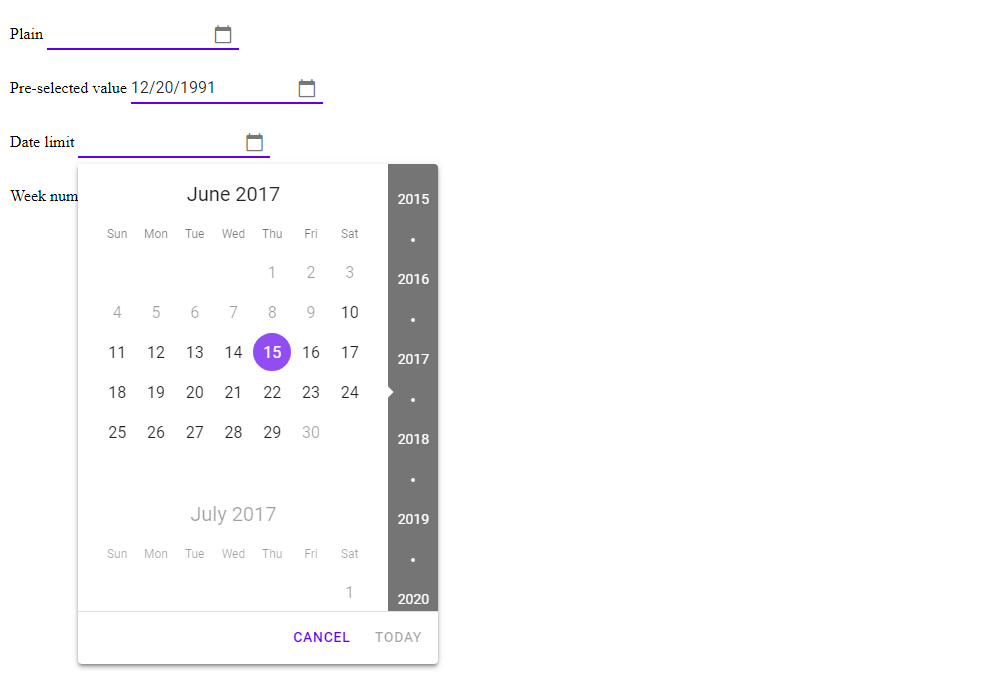 Plain
Pre-selected value 12/20/1991
Date limit
Week num
June 2017
Sun Mon Tue Wed Thu Fri Sat
1 2 3
4 5 6 7 8 9 10
11 12 13 14 15 16 17
18 19 20 21 22 23 24
25 26 27 28 29 30
July 2017
Sun Mon Tue Wed Thu Fri Sat
1
2015
2016
2017
2018
2019
2020
CANCEL TODAY